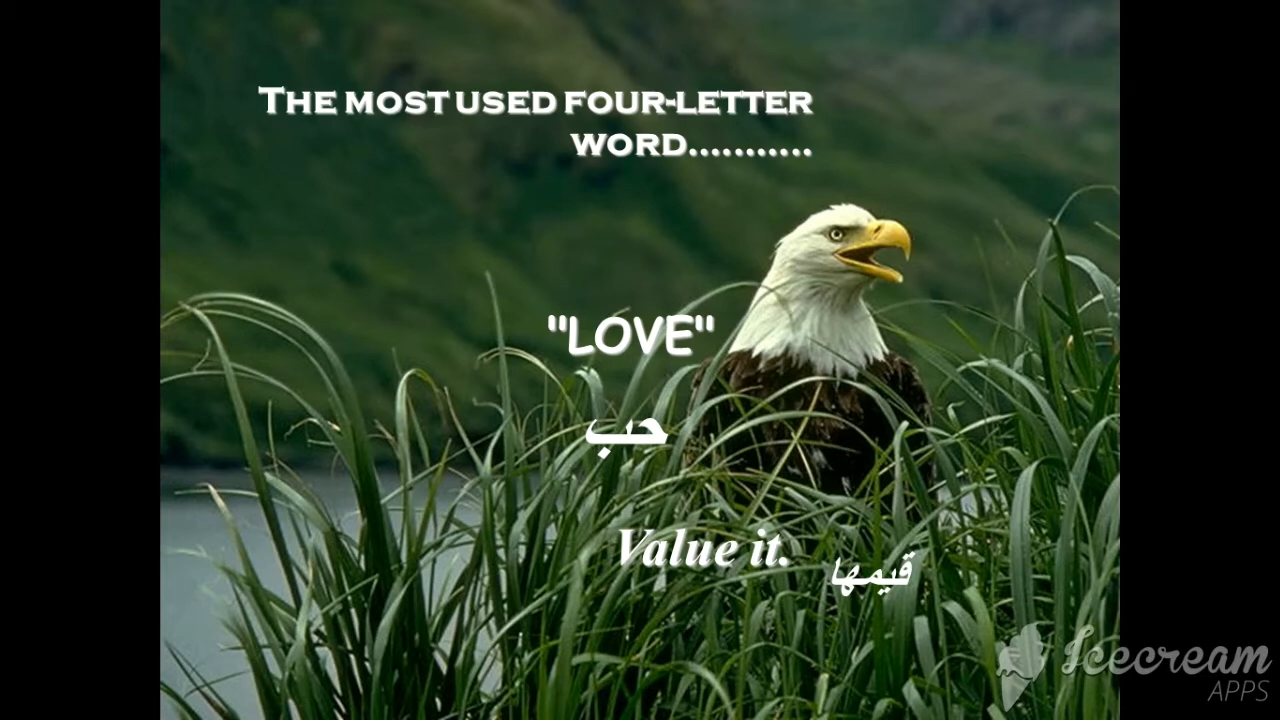 THE MOST USED FOUR-LETTER
WORD...........
"LOVE"
حب
Value it.
قيمها
Icecream
APPS